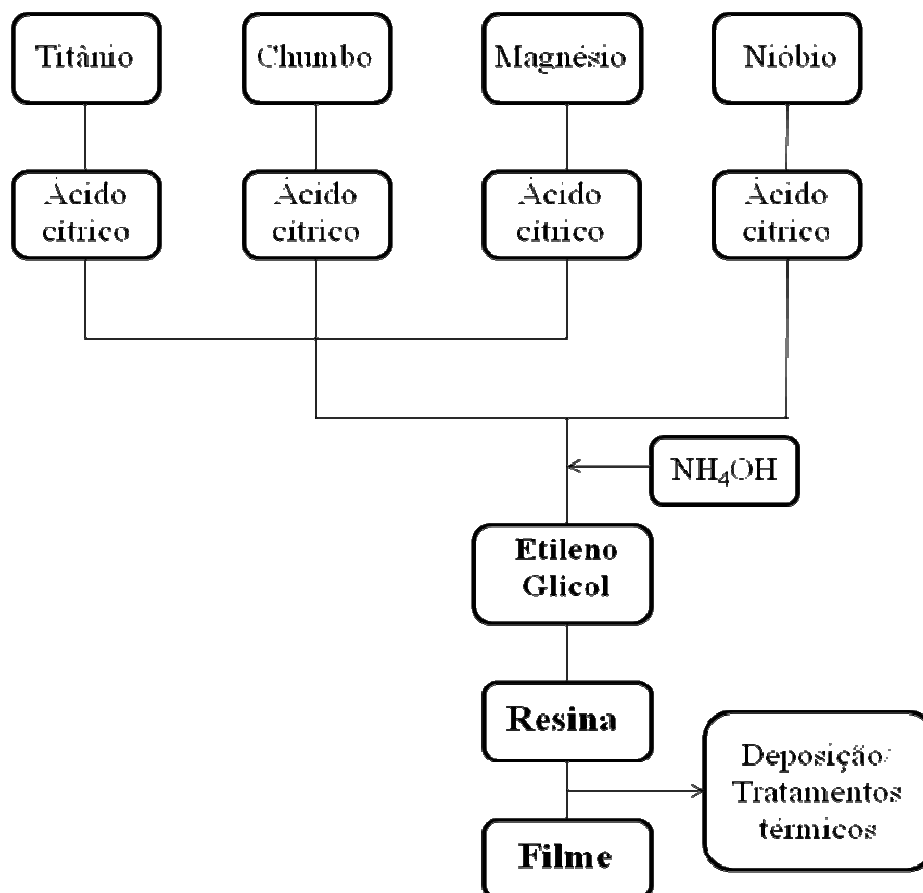 Titânio
Chumbo
Magnésio
Nióbio
Ácido
cítrico
Ácido
cítrico
Ácido
cítrico
Ácido
cítrico
NH₄OH
Etileno
Glicol
Resina
Deposição/
Tratamentos
térmicos
Filme